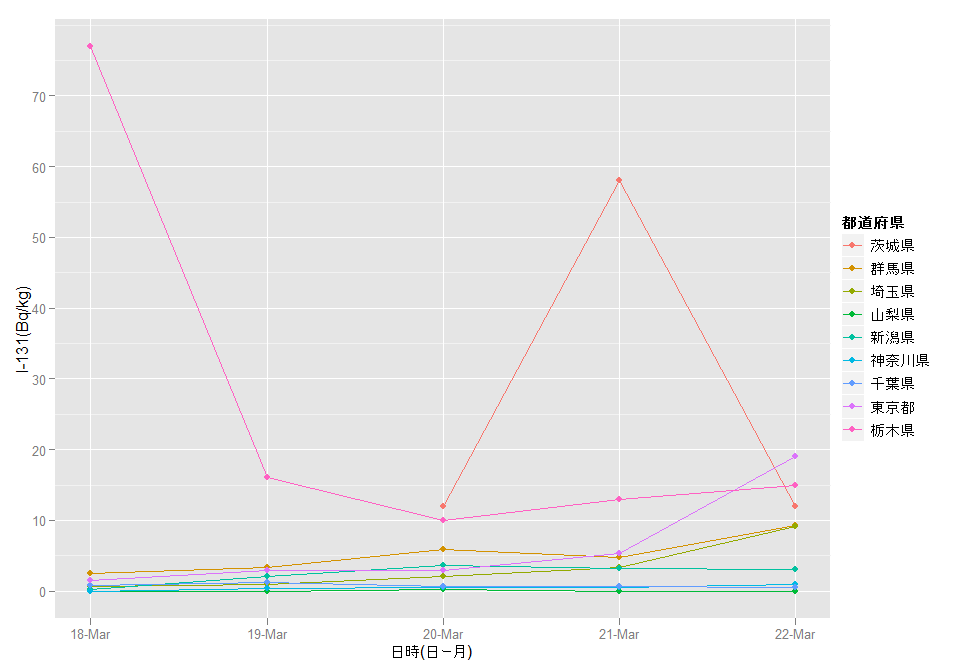 70
60
50
40
30
20
10
0
I-131(Bq/kg)
18-Mar
19-Mar
20-Mar
21-Mar
22-Mar
日時(日－月)
都道府県
茨城県
群馬県
埼玉県
山梨県
新潟県
神奈川県
千葉県
東京都
栃木県